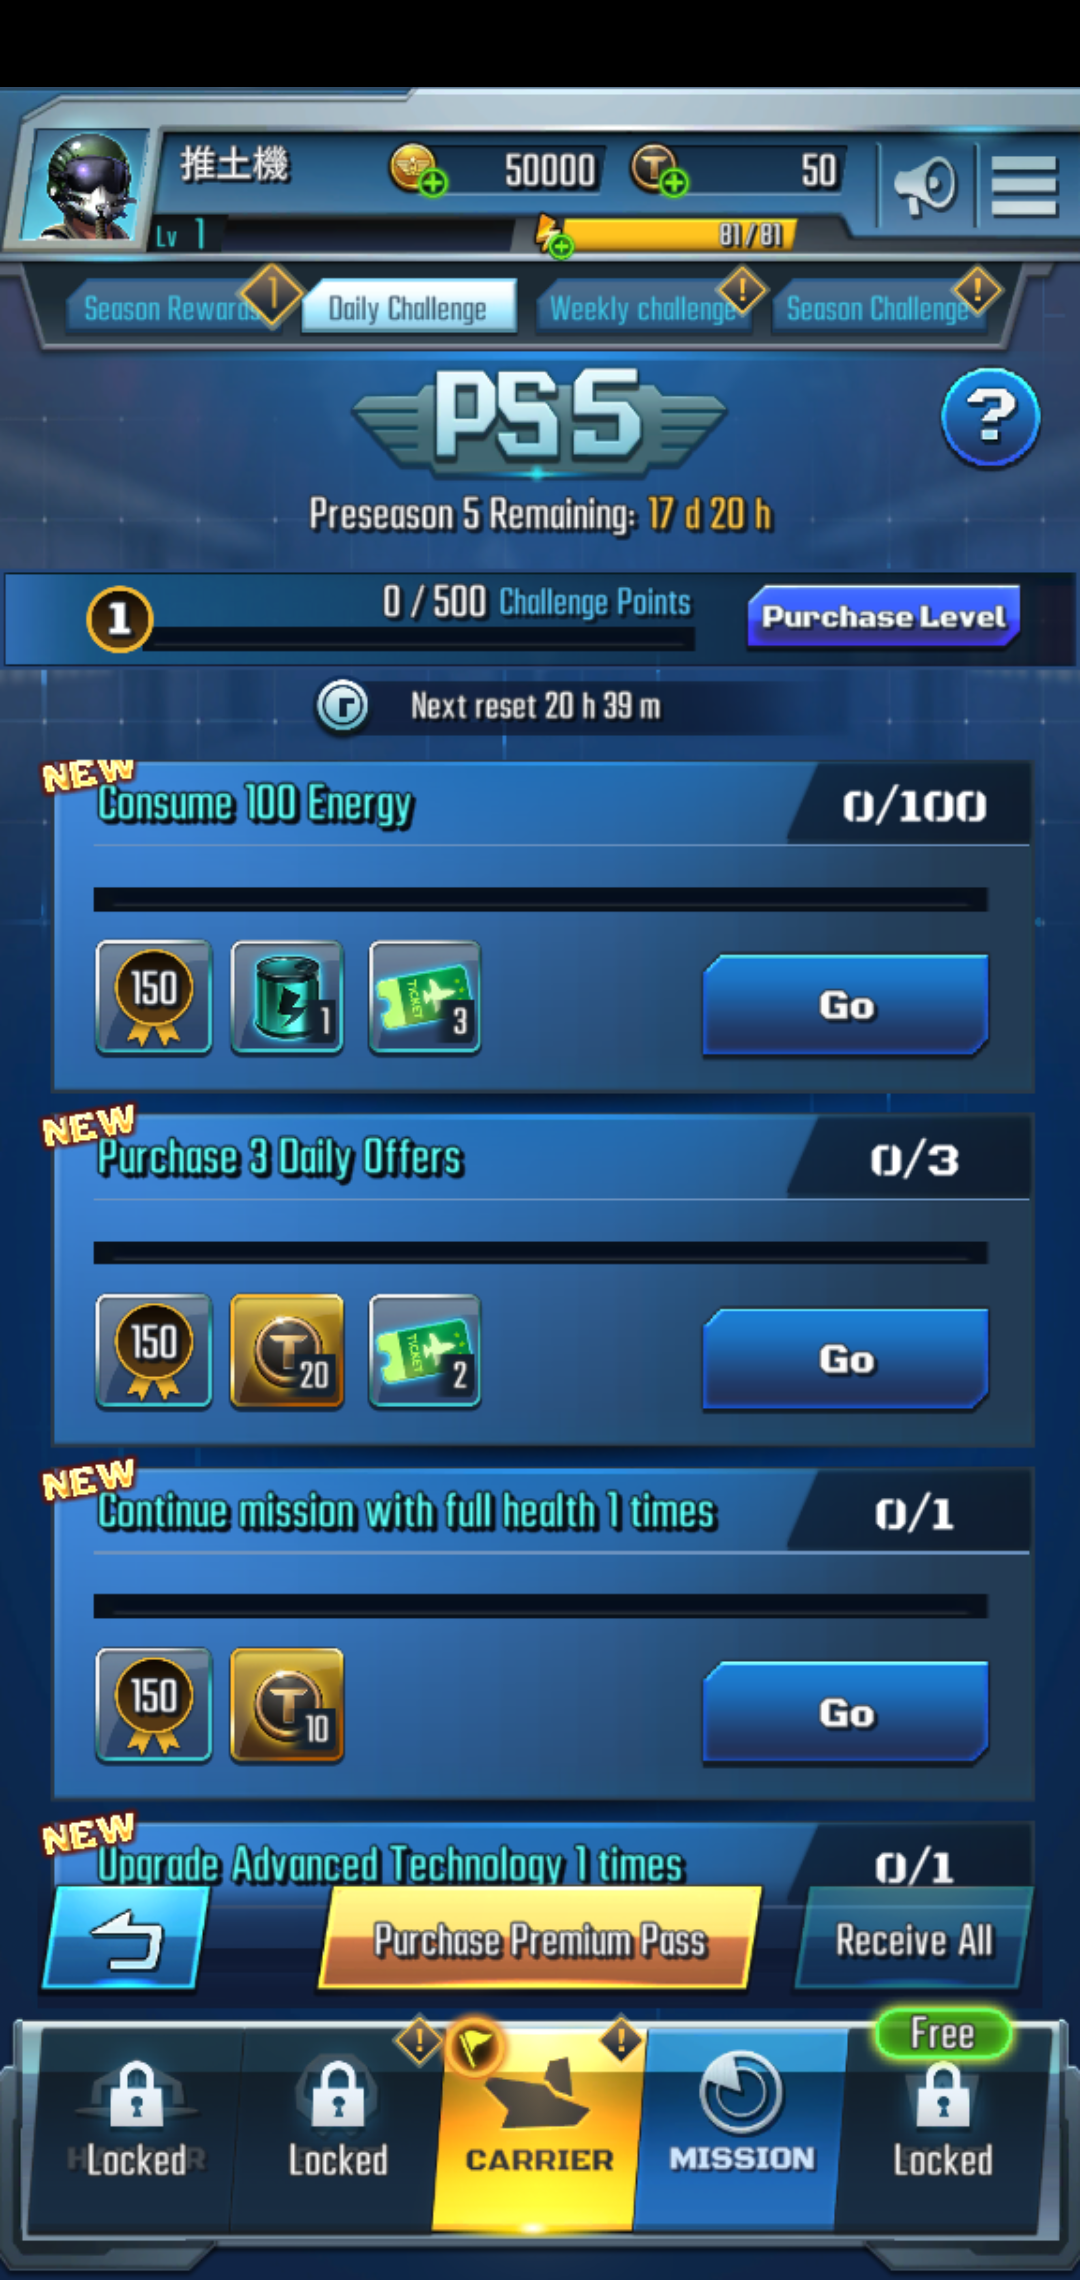 推土機
50000
50
Lv 1
81/81
Season Rewards
1
Daily Challenge
Weekly challenge
!
Season Challenge
!
PS5
?
Preseason 5 Remaining: 17 d 20 h
1
0 / 500 Challenge Points
Purchase Level
Next reset 20 h 39 m
NEW
Consume 100 Energy
0/100
150
1
TICKET
3
Go
NEW
Purchase 3 Daily Offers
0/3
150
T
20
TICKET
2
Go
NEW
Continue mission with full health 1 times
0/1
150
T
10
Go
NEW
Upgrade Advanced Technology 1 times
0/1
Purchase Premium Pass
Receive All
Free
!
!
Locked
Locked
CARRIER
MISSION
Locked